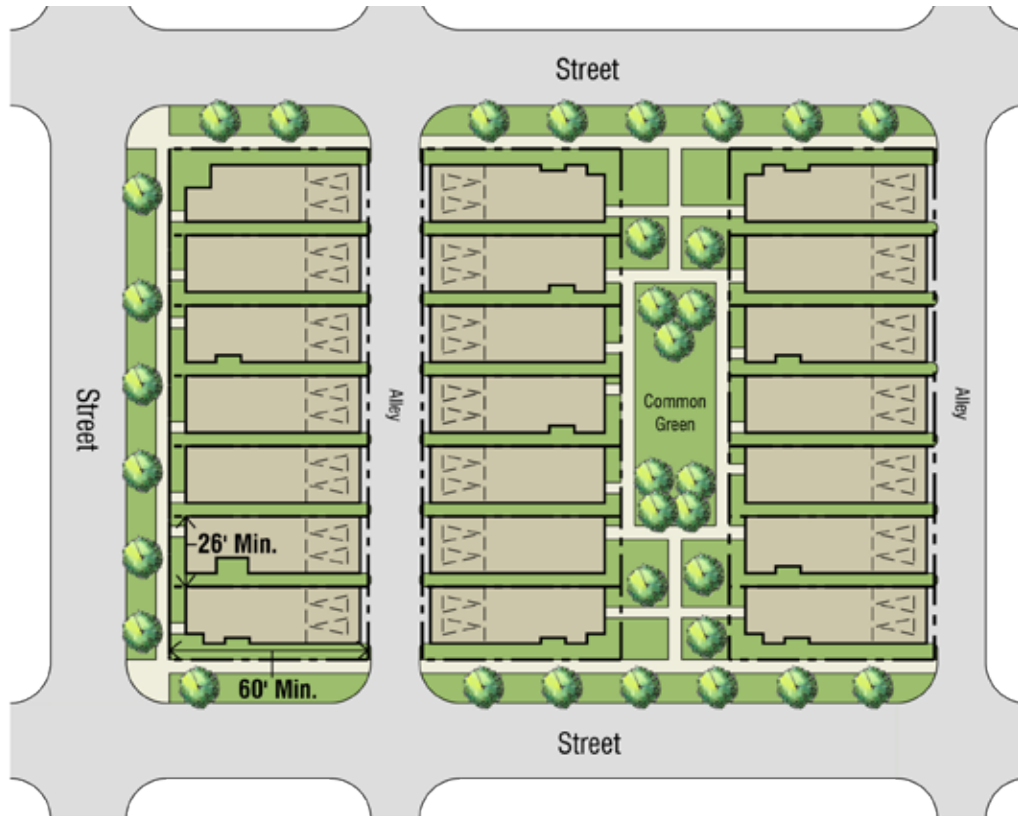 Street
Street
Alley
Alley
Common
Green
26' Min.
60' Min.
Street